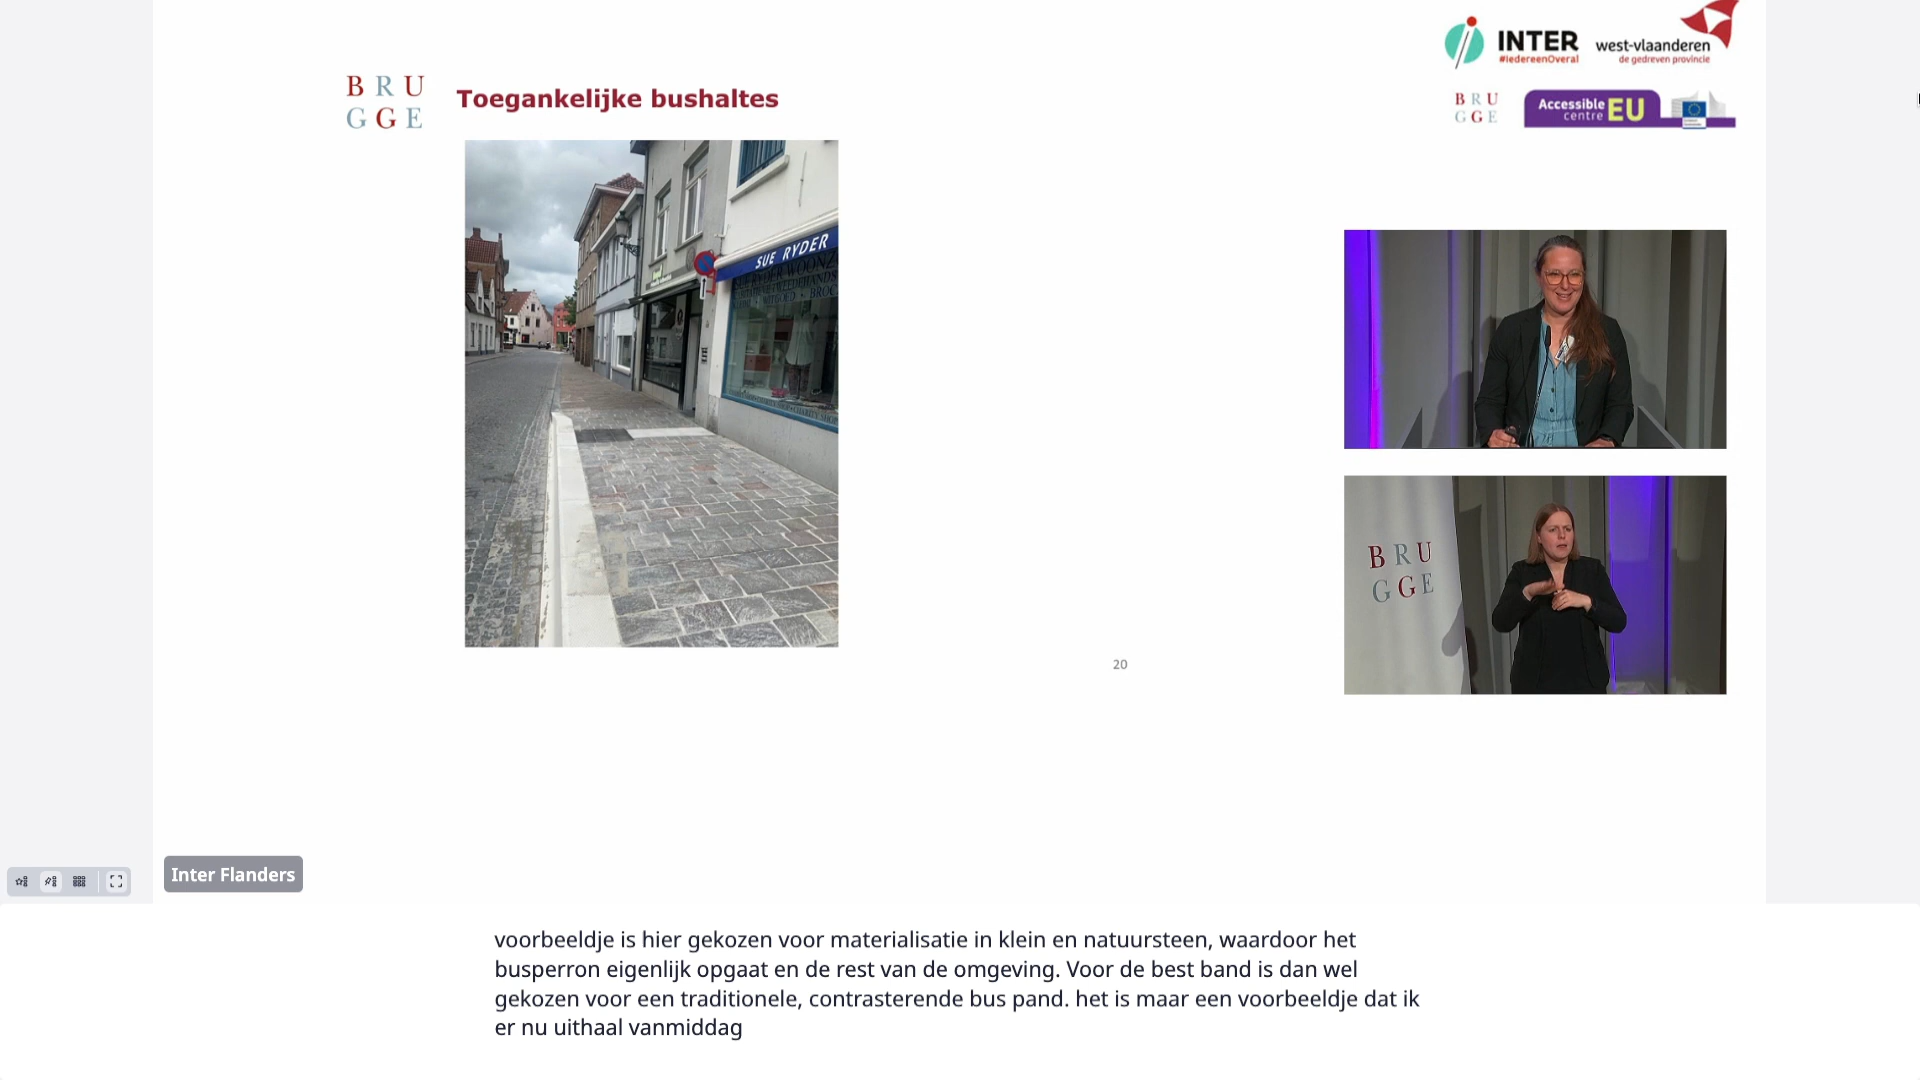 INTER
#IedereenOveral
west-vlaanderen
de gedreven provincie
BRU
GGE
Toegankelijke bushaltes
BRU
GGE
Accessible EU
centre
SUE RYDER
BRU
GGE
20
Inter Flanders
voorbeeldje is hier gekozen voor materialisatie in klein en natuursteen, waardoor het
busperron eigenlijk opgaat en de rest van de omgeving. Voor de best band is dan wel
gekozen voor een traditionele, contrasterende bus pand. het is maar een voorbeeldje dat ik
er nu uithaal vanmiddag